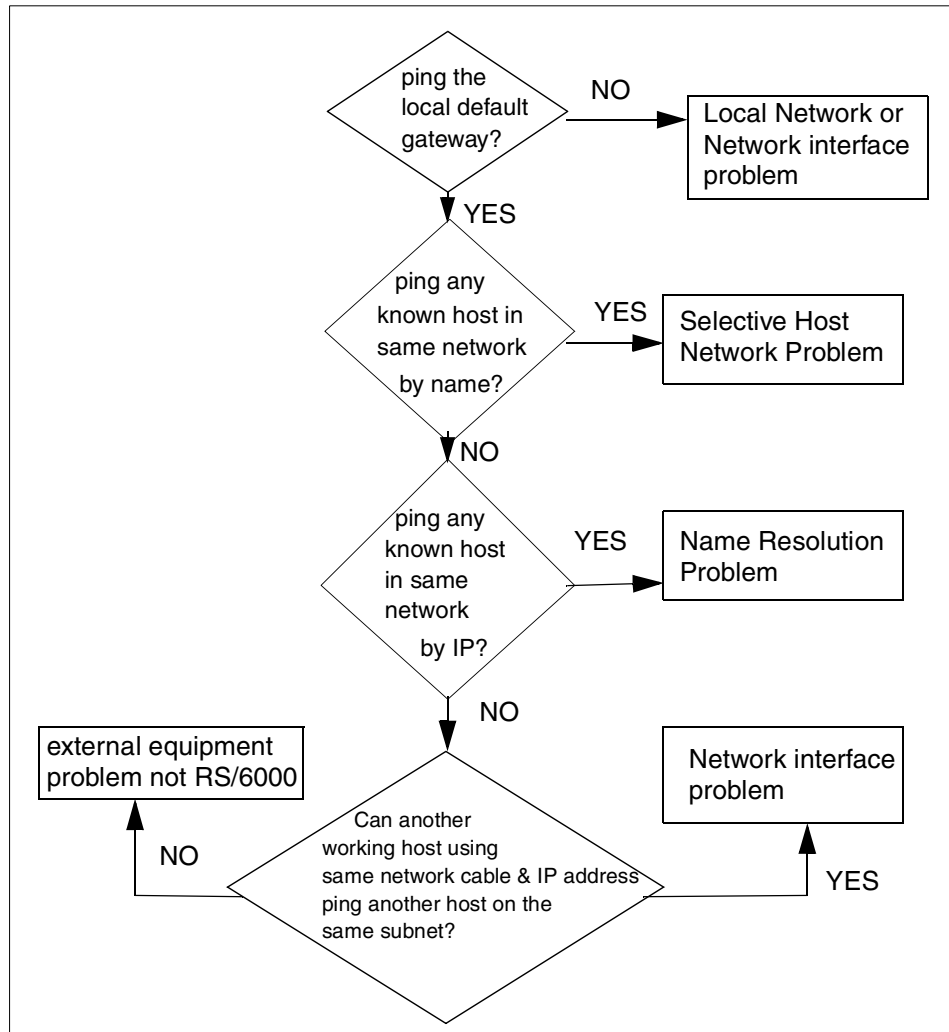 ping the
local default
gateway?
NO
Local Network or
Network interface
problem
YES
ping any
known host in
same network
by name?
YES
Selective Host
Network Problem
NO
ping any
known host
in same
network
by IP?
YES
Name Resolution
Problem
NO
external equipment
problem not RS/6000
Network interface
problem
Can another
working host using
same network cable & IP address
ping another host on the
same subnet?
NO
YES